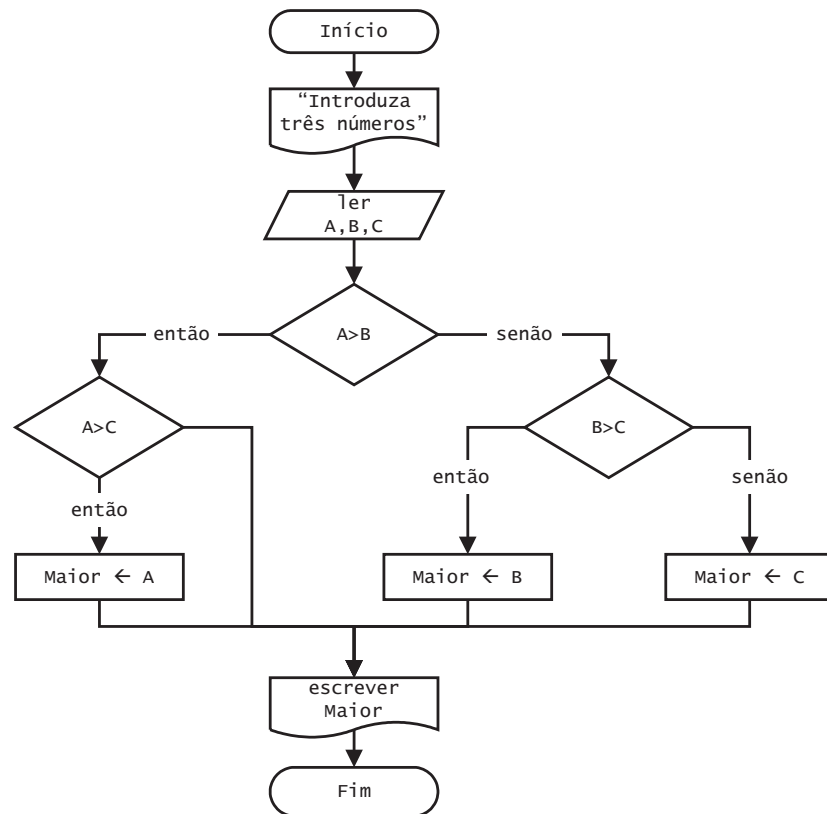 Início
“Introduza
três números”
ler
A,B,C
A>B
então
senão
A>C
B>C
então
então
senão
Maior ← A
Maior ← B
Maior ← C
escrever
Maior
Fim